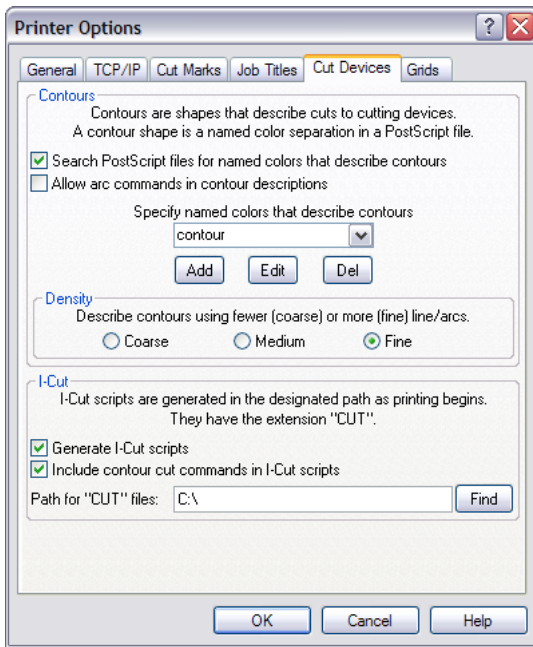 Printer Options
General TCP/IP Cut Marks Job Titles Cut Devices Grids
Contours
Contours are shapes that describe cuts to cutting devices.
A contour shape is a named color separation in a PostScript file.
Search PostScript files for named colors that describe contours
Allow arc commands in contour descriptions
Specify named colors that describe contours
contour
Add Edit Del
Density
Describe contours using fewer (coarse) or more (fine) line/arcs.
Coarse Medium Fine
I-Cut
I-Cut scripts are generated in the designated path as printing begins.
They have the extension "CUT".
Generate I-Cut scripts
Include contour cut commands in I-Cut scripts
Path for "CUT" files: C:\ Find
OK Cancel Help